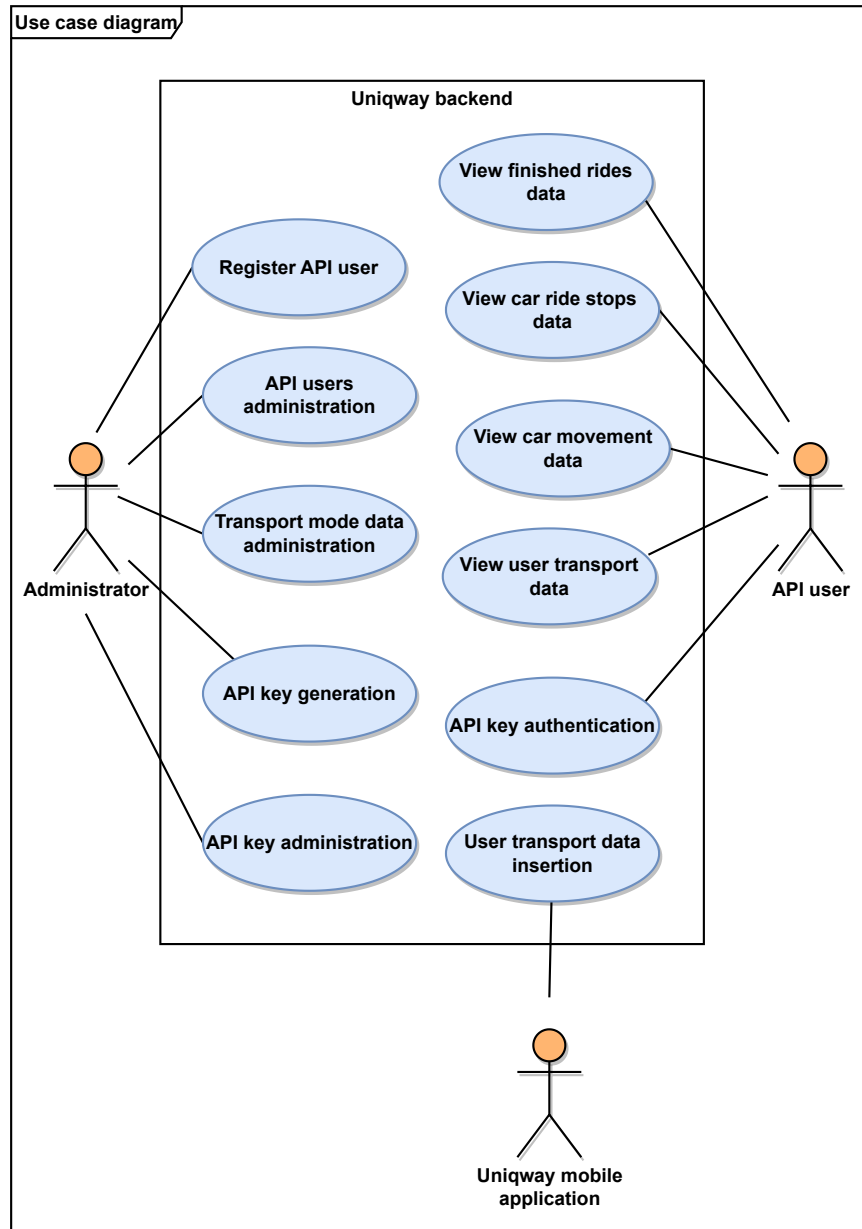 Use case diagram
Uniqway backend
View finished rides
data
Register API user
View car ride stops
data
API users
administration
View car movement
data
Transport mode data
administration
View user transport
data
Administrator
API user
API key generation
API key authentication
API key administration
User transport data
insertion
Uniqway mobile
application